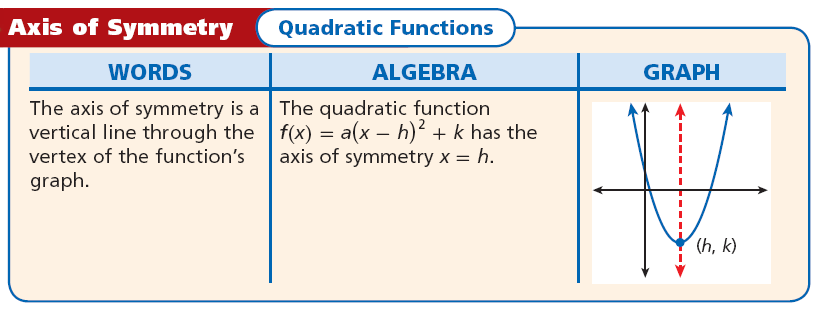 Axis of Symmetry
Quadratic Functions
WORDS
ALGEBRA
GRAPH
The axis of symmetry is a
vertical line through the
vertex of the function's
graph.
The quadratic function
f(x) = a(x − h)² + k has the
axis of symmetry x = h.
(h, k)